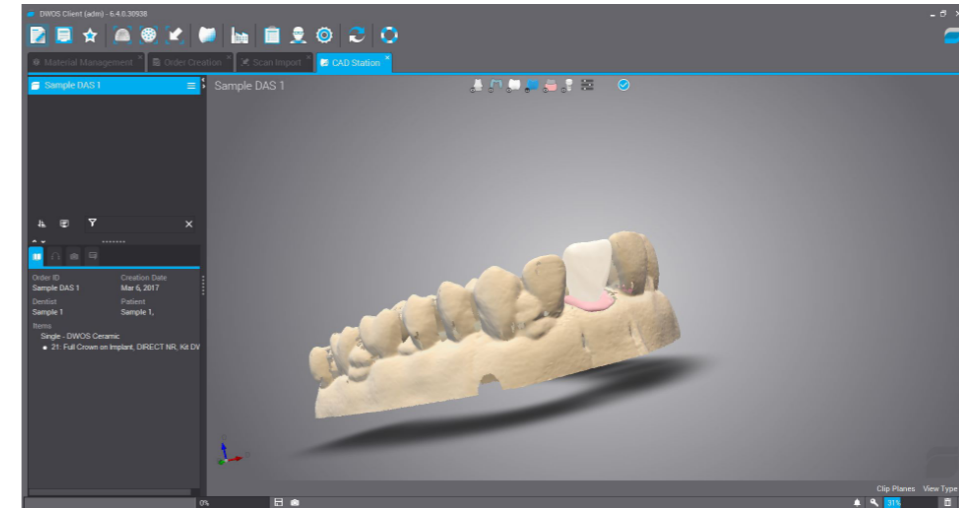 DWOS Client (adm) - 6.4.0.30938
Material Management
Order Creation
Scan Import
CAD Station
Sample DAS 1
Sample DAS 1
Order ID
Creation Date
Sample DAS 1
Mar 6, 2017
Dentist
Patient
Sample 1
Sample 1,
Items
Single - DWOS Ceramic
21: Full Crown on Implant, DIRECT NR, Kit DV
Clip Planes View Type
0%
31%